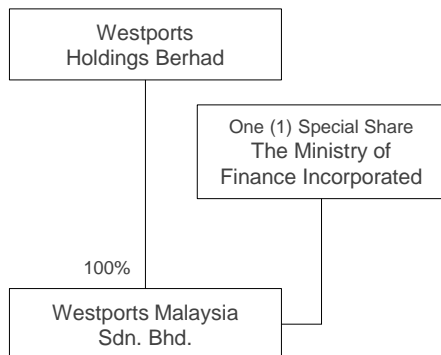 Westports
Holdings Berhad
One (1) Special Share
The Ministry of
Finance Incorporated
100%
Westports Malaysia
Sdn. Bhd.